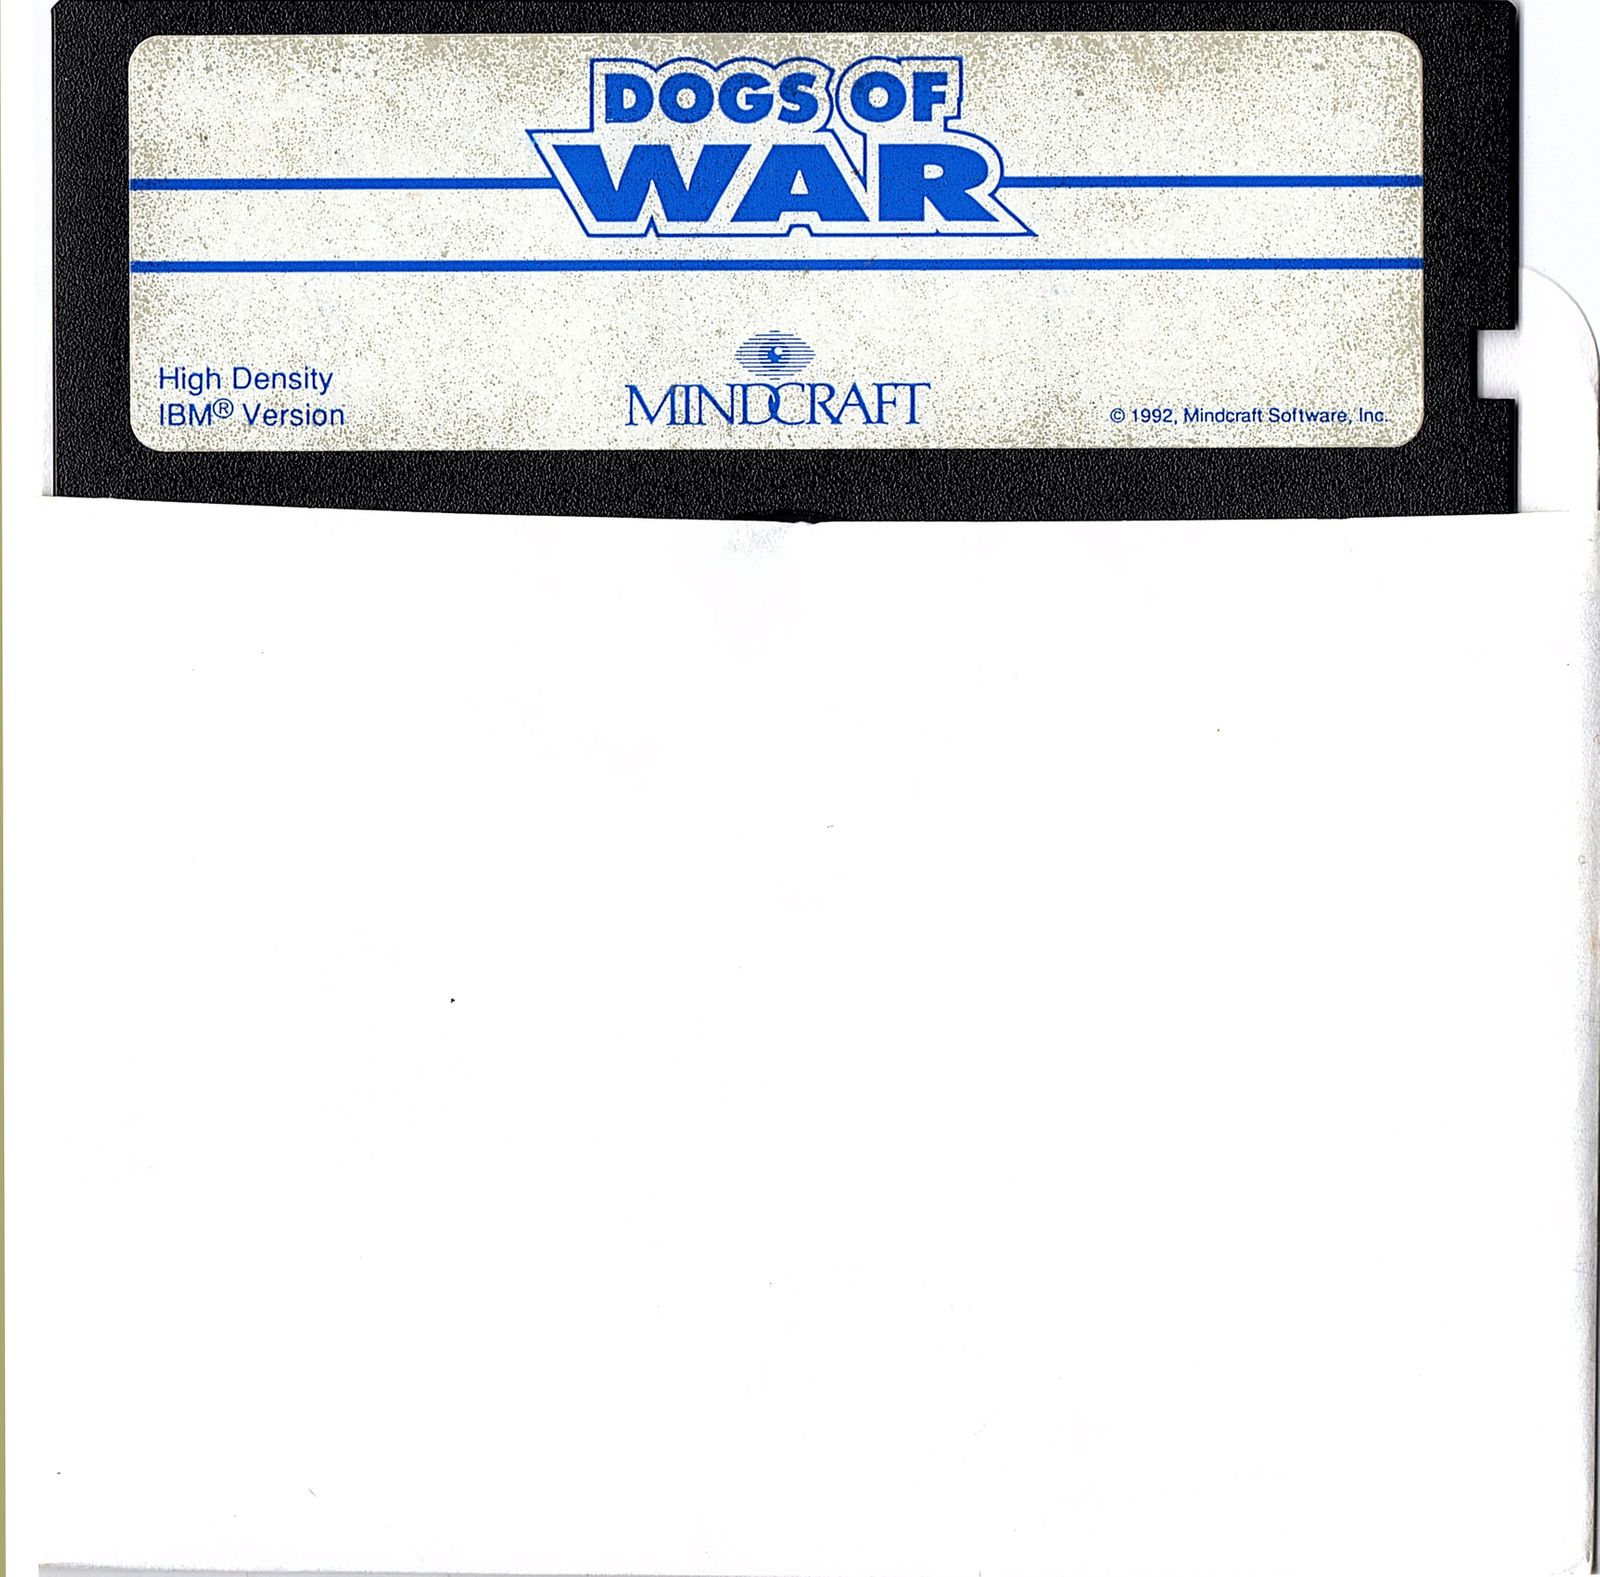 DOGS OF
WAR
High Density
IBM® Version
MINDCRAFT
© 1992, Mindcraft Software, Inc.